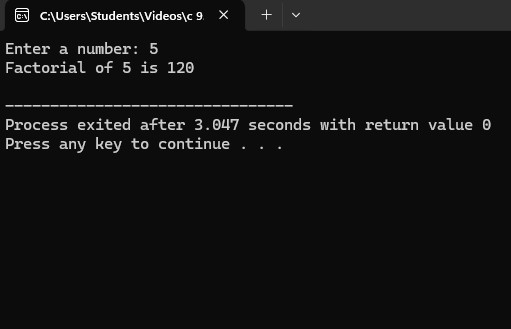 C:\Users\Students\Videos\c 9.
Enter a number: 5
Factorial of 5 is 120
--------------------------------
Process exited after 3.047 seconds with return value 0
Press any key to continue . . .